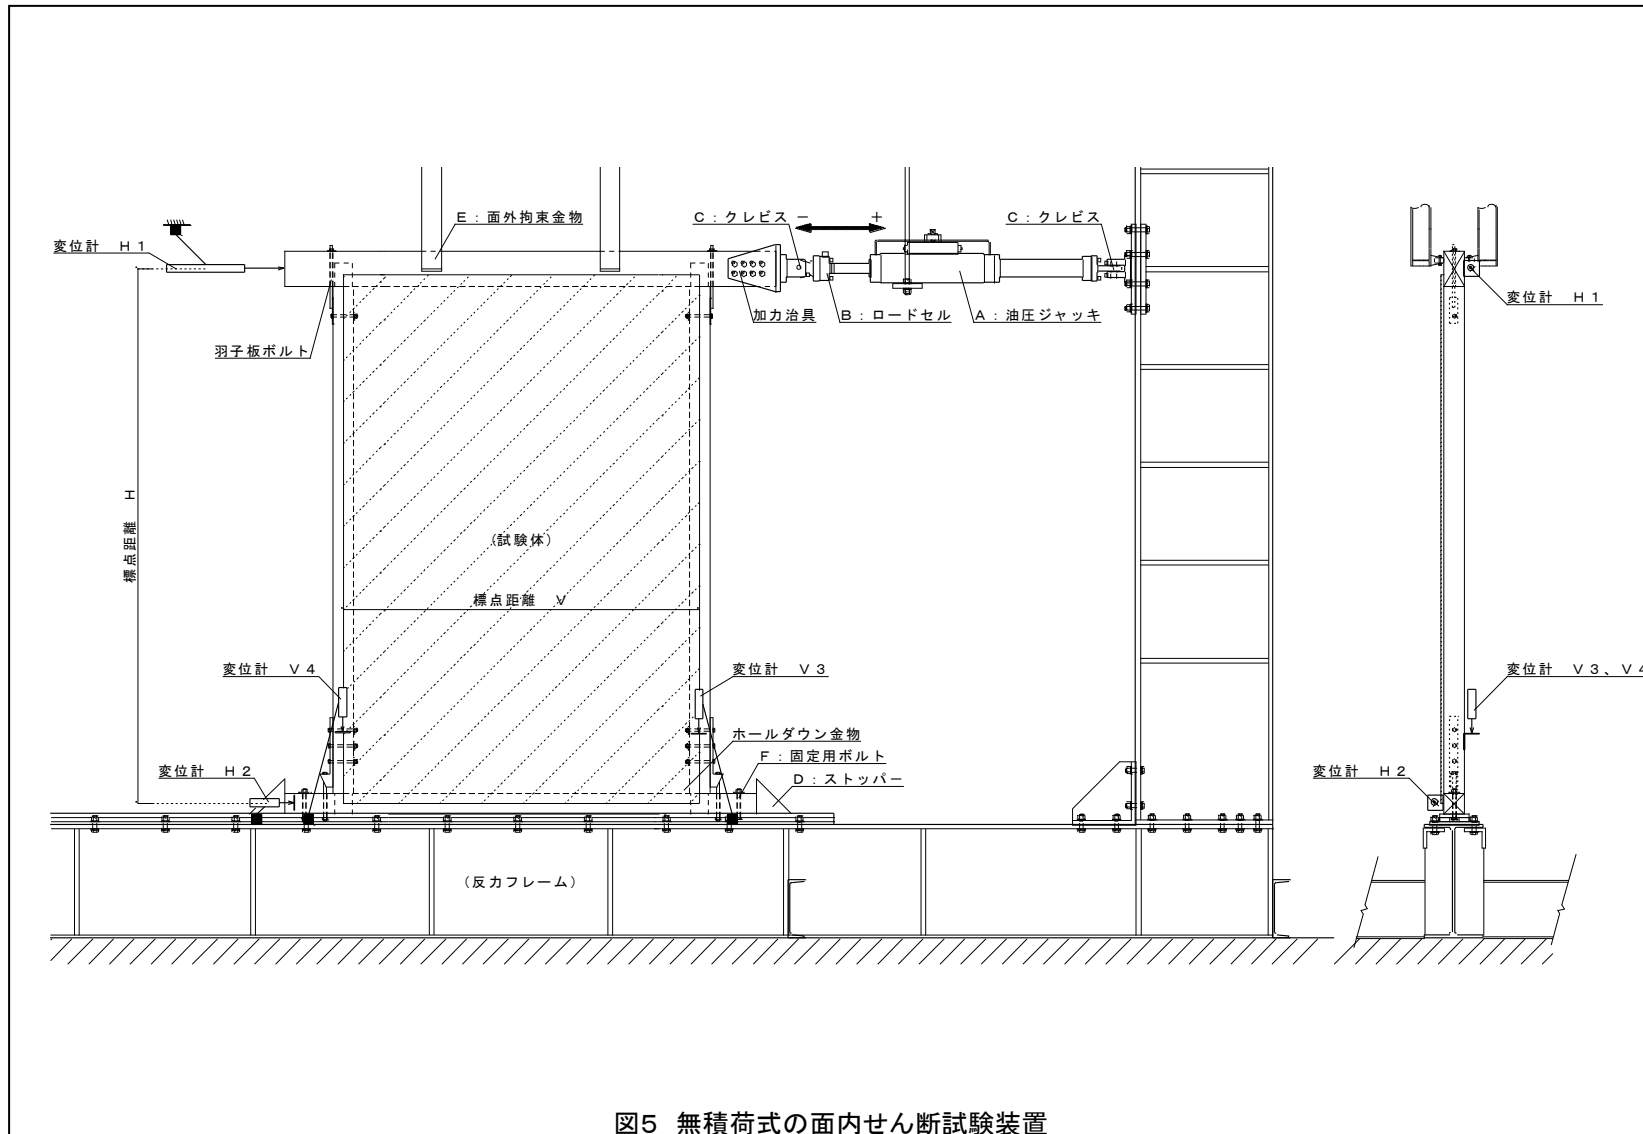 E：面外拘束金物
C：クレビス
－
＋
C：クレビス
変位計　H１
加力治具
B：ロードセル
A：油圧ジャッキ
変位計　H１
羽子板ボルト
標点距離　H
（試験体）
標点距離　V
変位計　V４
変位計　V３
変位計　V３、V４
ホールダウン金物
F：固定用ボルト
変位計　H２
D：ストッパー
変位計　H２
（反力フレーム）
図5　無積荷式の面内せん断試験装置